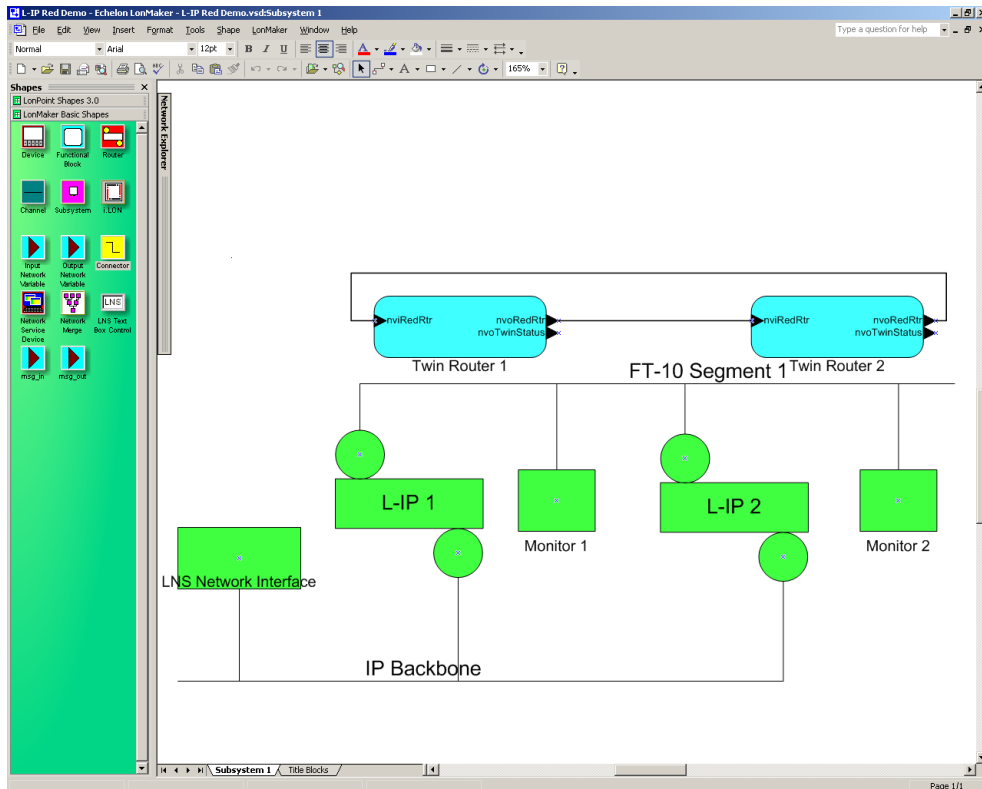 L-IP Red Demo - Echelon LonMaker - L-IP Red Demo.vsd:Subsystem 1
File Edit View Insert Format Tools Shape LonMaker Window Help
Type a question for help
Normal Arial 12pt B I U
A 165%
Shapes
LonPoint Shapes 3.0
LonMaker Basic Shapes
Device Functional Block Router
Channel Subsystem i.LON
Input Network Variable Output Network Variable Connector
Network Service Device Network Merge LNS Text Box Control
LNS
msg_in msg_out
Network Explorer
nviRedRtr nvoRedRtr
nvoTwinStatus
nviRedRtr nvoRedRtr
nvoTwinStatus
Twin Router 1
FT-10 Segment 1
Twin Router 2
L-IP 1
L-IP 2
Monitor 1
Monitor 2
LNS Network Interface
IP Backbone
Subsystem 1 Title Blocks
Page 1/1